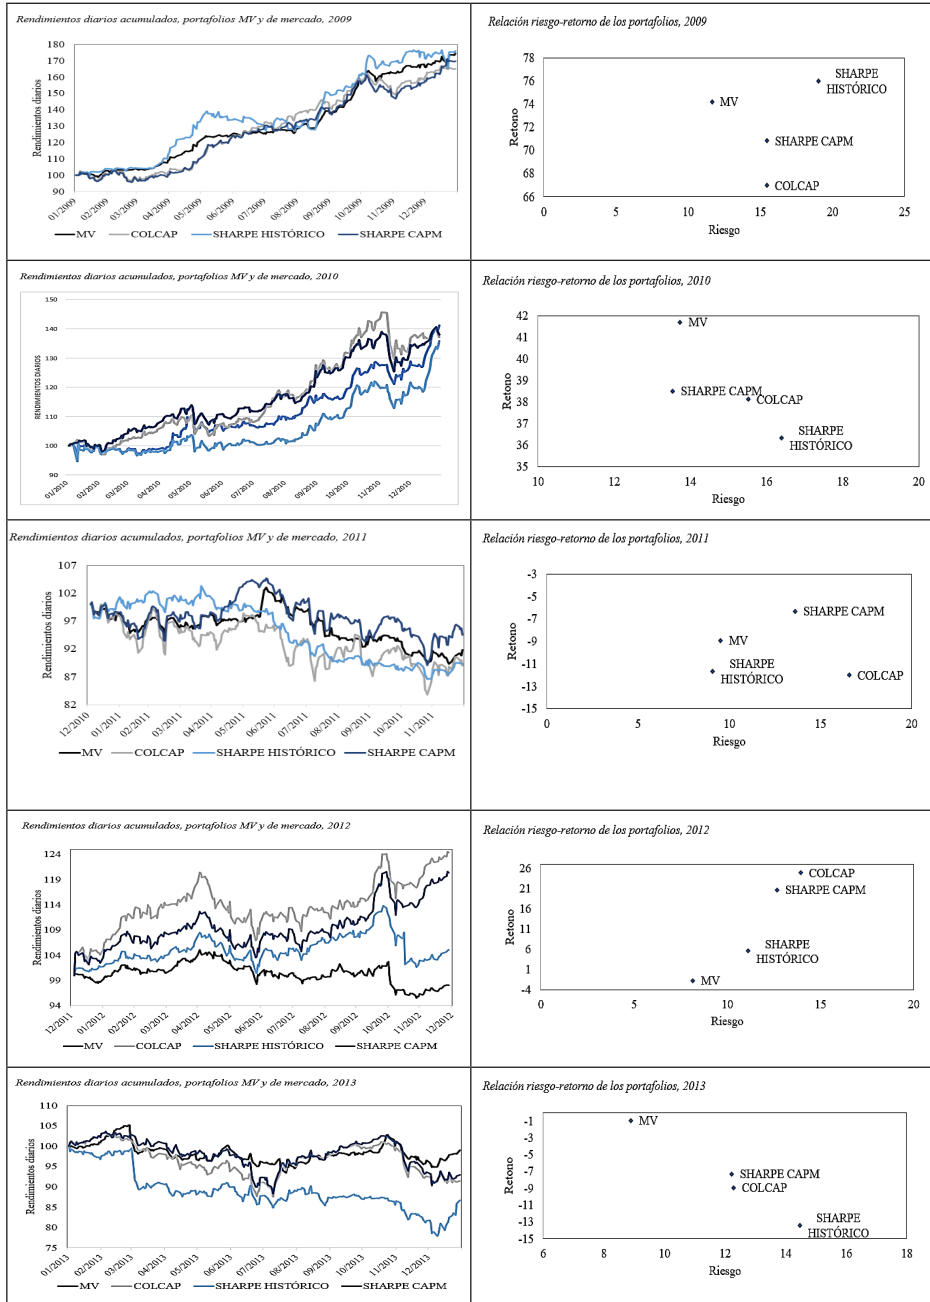 Rendimientos diarios acumulados, portafolios MV y de mercado, 2009
Rendimientos diarios
180
170
160
150
140
130
120
110
100
90
01/2009
02/2009
03/2009
04/2009
05/2009
06/2009
07/2009
08/2009
09/2009
10/2009
11/2009
12/2009
MV COLCAP SHARPE HISTÓRICO SHARPE CAPM
Relación riesgo-retorno de los portafolios, 2009
Retono
78
76
74
72
70
68
66
SHARPE
HISTÓRICO
MV
SHARPE CAPM
COLCAP
0 5 10 15 20 25
Riesgo
Rendimientos diarios acumulados, portafolios MV y de mercado, 2010
RENDIMIENTOS DIARIOS
150
140
130
120
110
100
90
01/2010
02/2010
03/2010
04/2010
05/2010
06/2010
07/2010
08/2010
09/2010
10/2010
11/2010
12/2010
Relación riesgo-retorno de los portafolios, 2010
Retono
42
41
40
39
38
37
36
35
MV
SHARPE CAPM
COLCAP
SHARPE
HISTÓRICO
10 12 14 16 18 20
Riesgo
Rendimientos diarios acumulados, portafolios MV y de mercado, 2011
Rendimientos diarios
107
102
97
92
87
82
12/2010
01/2011
02/2011
03/2011
04/2011
05/2011
06/2011
07/2011
08/2011
09/2011
10/2011
11/2011
MV COLCAP SHARPE HISTÓRICO SHARPE CAPM
Relación riesgo-retorno de los portafolios, 2011
Retono
-3
-5
-7
-9
-11
-13
-15
SHARPE CAPM
MV
SHARPE
HISTÓRICO
COLCAP
0 5 10 15 20
Riesgo
Rendimientos diarios acumulados, portafolios MV y de mercado, 2012
Rendimientos diarios
124
119
114
109
104
99
94
12/2011
01/2012
02/2012
03/2012
04/2012
05/2012
06/2012
07/2012
08/2012
09/2012
10/2012
11/2012
12/2012
MV COLCAP SHARPE HISTÓRICO SHARPE CAPM
Relación riesgo-retorno de los portafolios, 2012
Retono
26
21
16
11
6
1
-4
COLCAP
SHARPE CAPM
SHARPE
HISTÓRICO
MV
0 5 10 15 20
Riesgo
Rendimientos diarios acumulados, portafolios MV y de mercado, 2013
Rendimientos diarios
110
105
100
95
90
85
80
75
01/2013
02/2013
03/2013
04/2013
05/2013
06/2013
07/2013
08/2013
09/2013
10/2013
11/2013
12/2013
MV COLCAP SHARPE HISTÓRICO SHARPE CAPM
Relación riesgo-retorno de los portafolios, 2013
Retono
-1
-3
-5
-7
-9
-11
-13
-15
MV
SHARPE CAPM
COLCAP
SHARPE
HISTÓRICO
6 8 10 12 14 16 18
Riesgo